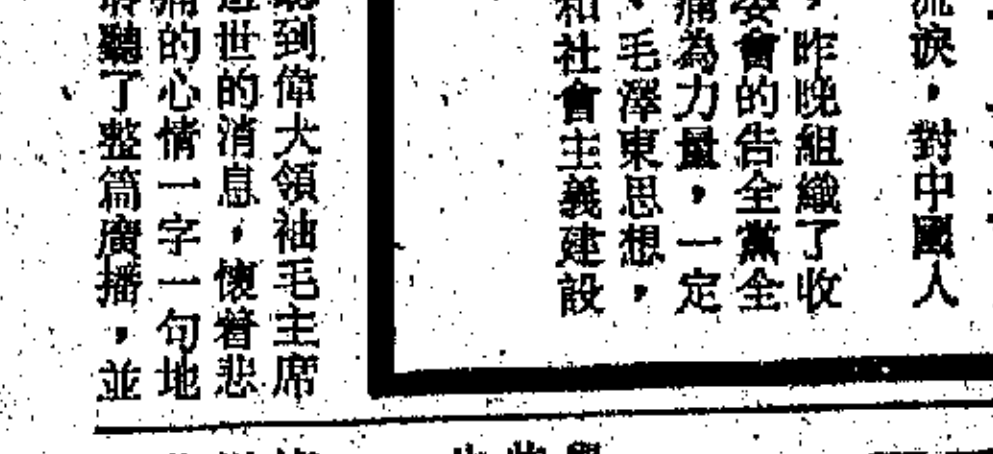 流淚，對中國人
，昨晚組織了收
委會的告全黨全
痛為力量，一定
，毛澤東思想，
和社會主義建設
聽到偉大領袖毛主席
逝世的消息，懷着悲
痛的心情一字一句地
聽了整篇廣播，並